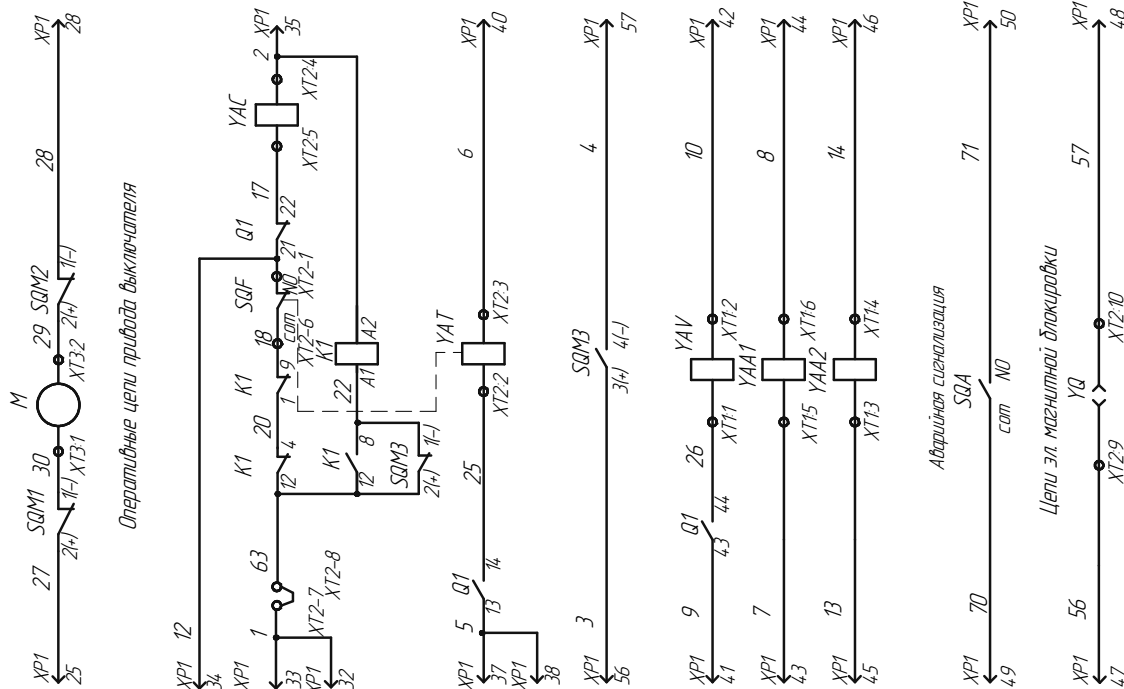 M
XP1 25 27 SQM1 2(+) 1(-) 30 XT3:1 XT3:2 29 SQM2 2(+) 1(-) 28 XP1 28
Оперативные цепи привода выключателя
XP1 34 12
XP1 33 1 XT2-7 XT2-8 63 K1 12 4 20 K1 1 9 18 XT2-6 SQF com NO XT2-1 Q1 21 22 17 XT2:5 YAC XT2:4 2 XP1 35
XP1 32
K1 12 8 22 A1 K1 A2
SQM3 2(+) 1(-)
XP1 37 5 Q1 13 14 25 XT2:2 YAT XT2:3 6 XP1 40
XP1 38
XP1 56 3 SQM3 3(+) 4(-) 4 XP1 57
XP1 41 9 Q1 43 44 26 XT1:1 YAV XT1:2 10 XP1 42
XP1 43 7 XT1:5 YAA1 XT1:6 8 XP1 44
XP1 45 13 XT1:3 YAA2 XT1:4 14 XP1 46
Аварийная сигнализация
XP1 49 70 SQA com NO 71 XP1 50
Цепи эл. магнитной блокировки
XP1 47 56 XT2:9 YQ XT2:10 57 XP1 48